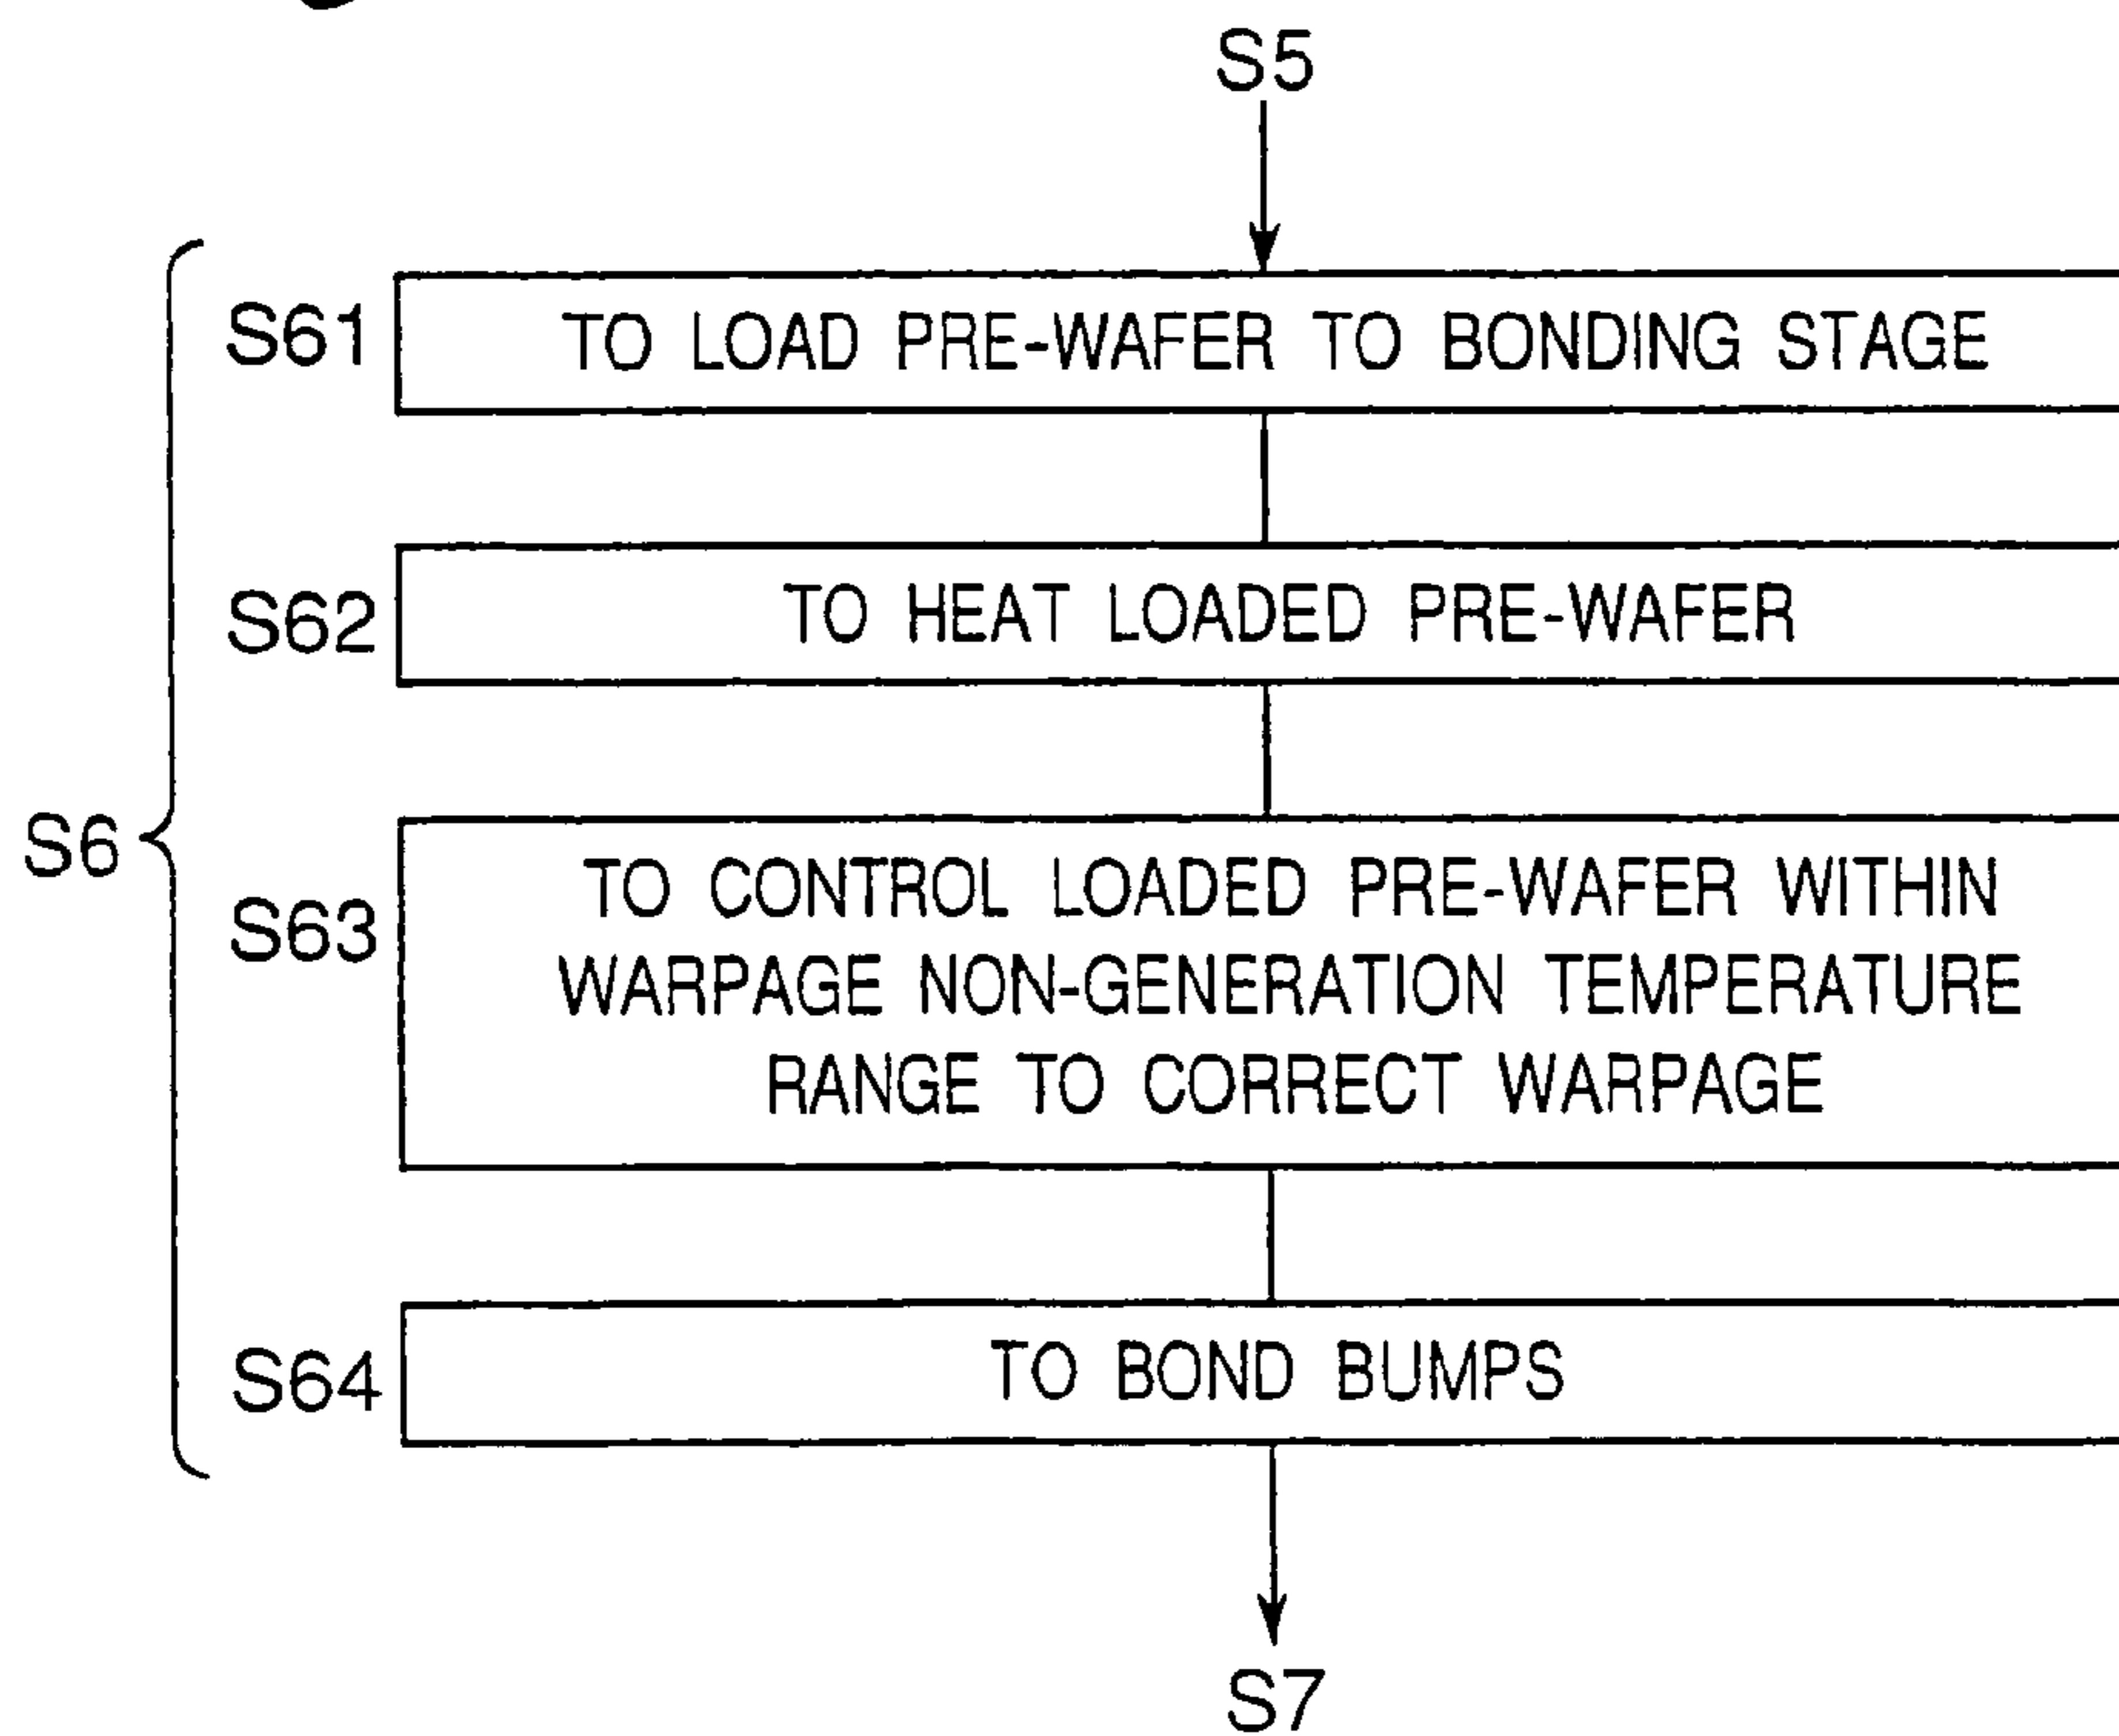 S5
S61 TO LOAD PRE-WAFER TO BONDING STAGE
S62 TO HEAT LOADED PRE-WAFER
S6
S63 TO CONTROL LOADED PRE-WAFER WITHIN
WARPAGE NON-GENERATION TEMPERATURE
RANGE TO CORRECT WARPAGE
S64 TO BOND BUMPS
S7